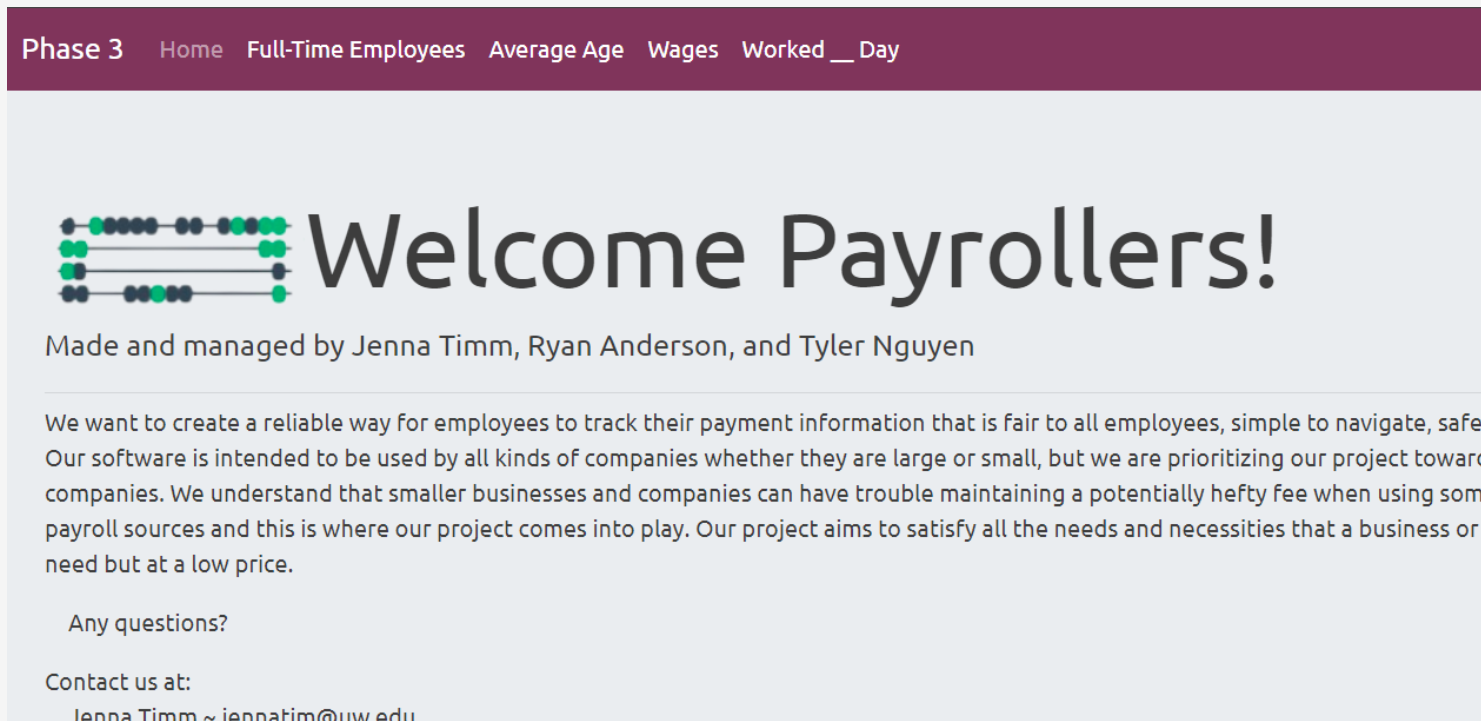 Phase 3 Home Full-Time Employees Average Age Wages Worked __ Day
Welcome Payrollers!
Made and managed by Jenna Timm, Ryan Anderson, and Tyler Nguyen
We want to create a reliable way for employees to track their payment information that is fair to all employees, simple to navigate, safe
Our software is intended to be used by all kinds of companies whether they are large or small, but we are prioritizing our project
companies. We understand that smaller businesses and companies can have trouble maintaining a potentially hefty fee when using
payroll sources and this is where our project comes into play. Our project aims to satisfy all the needs and necessities that a business or
need but at a low price.
Any questions?
Contact us at:
Jenna Timm ~ jennatim@uw.edu